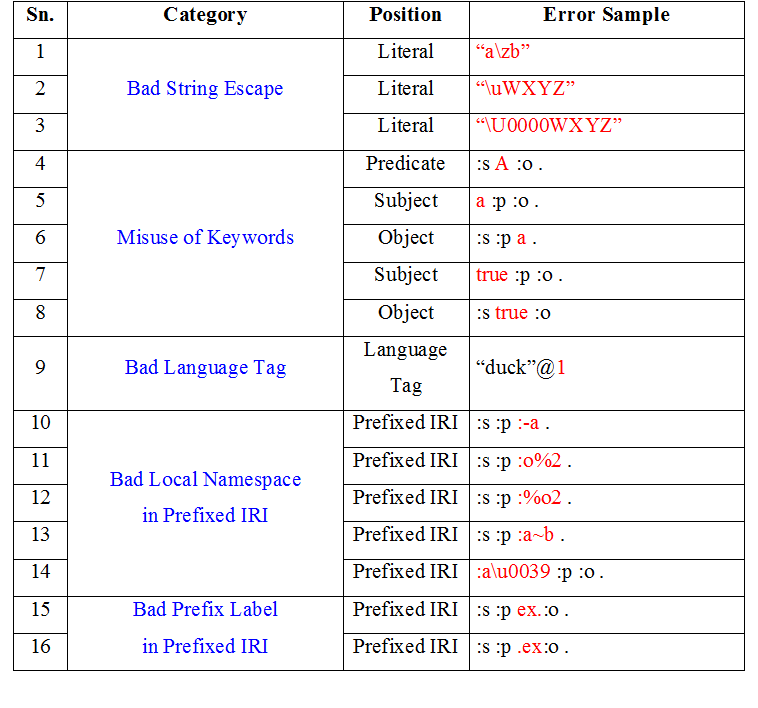 Sn. Category Position Error Sample
1 Literal “a\zb”
2 Bad String Escape Literal “\uWXYZ”
3 Literal “\U0000WXYZ”
4 Predicate :s A :o .
5 Subject a :p :o .
6 Misuse of Keywords Object :s :p a .
7 Subject true :p :o .
8 Object :s true :o
9 Bad Language Tag Language Tag “duck”@1
10 Prefixed IRI :s :p :-a .
11 Prefixed IRI :s :p :o%2 .
Bad Local Namespace
12 Prefixed IRI :s :p :%o2 .
in Prefixed IRI
13 Prefixed IRI :s :p :a~b .
14 Prefixed IRI :a\u0039 :p :o .
15 Bad Prefix Label Prefixed IRI :s :p ex.:o .
16 in Prefixed IRI Prefixed IRI :s :p .ex:o .